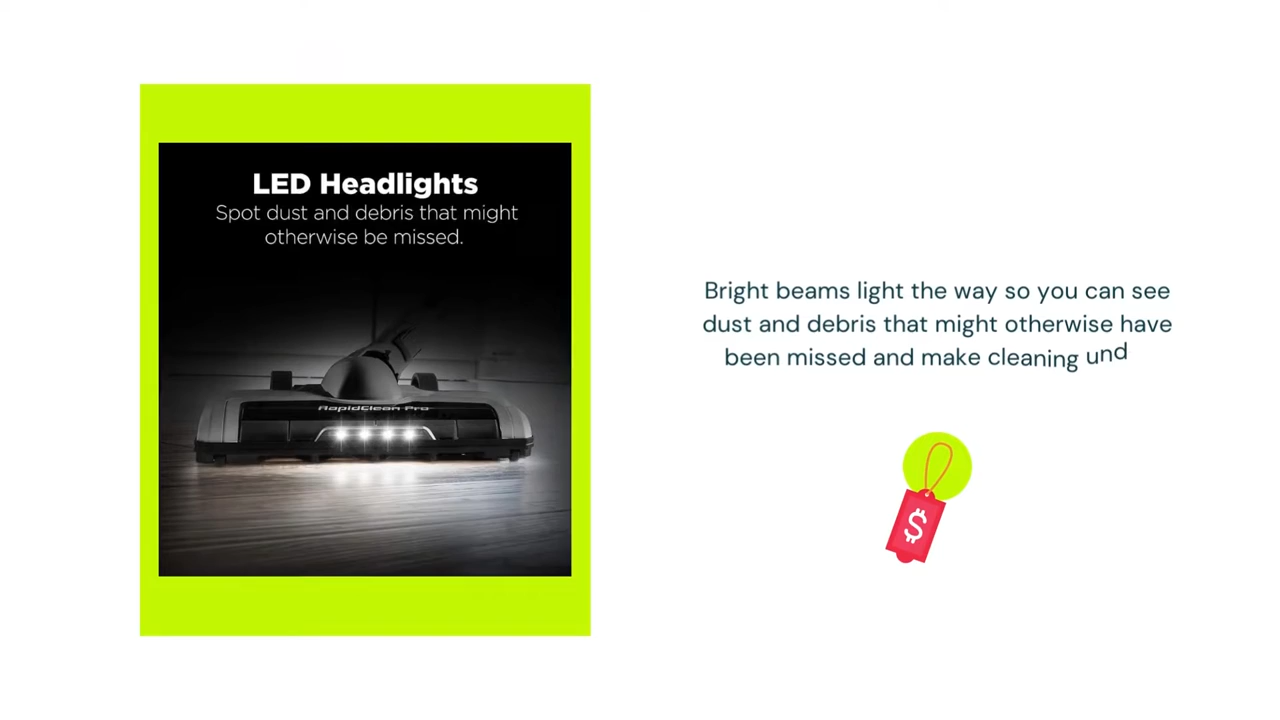 LED Headlights
Spot dust and debris that might
otherwise be missed.
RapidClean Pro
Bright beams light the way so you can see
dust and debris that might otherwise have
been missed and make cleaning und
$